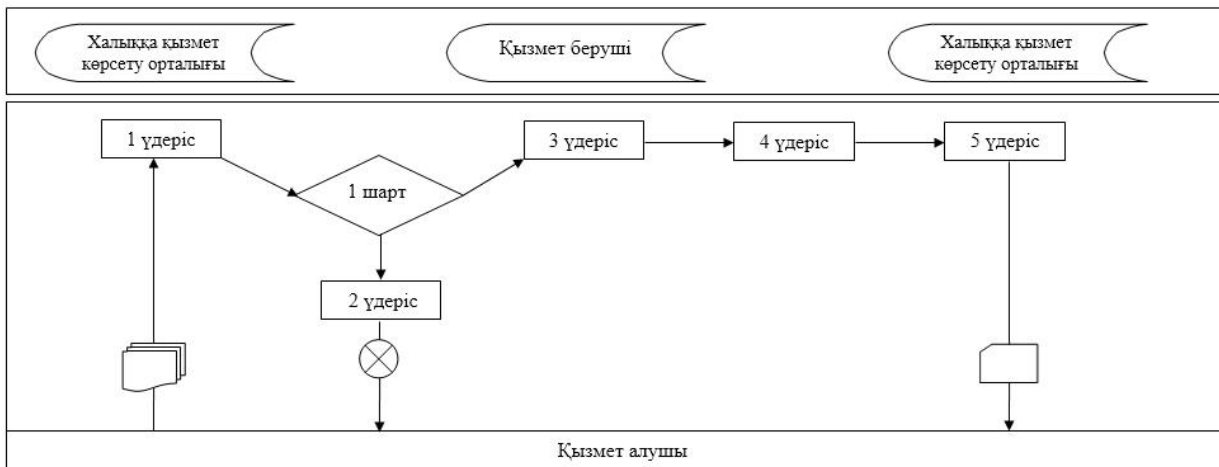 Халыққа қызмет
көрсету орталығы
Қызмет беруші
Халыққа қызмет
көрсету орталығы
1 үдеріс
3 үдеріс
4 үдеріс
5 үдеріс
1 шарт
2 үдеріс
Қызмет алушы